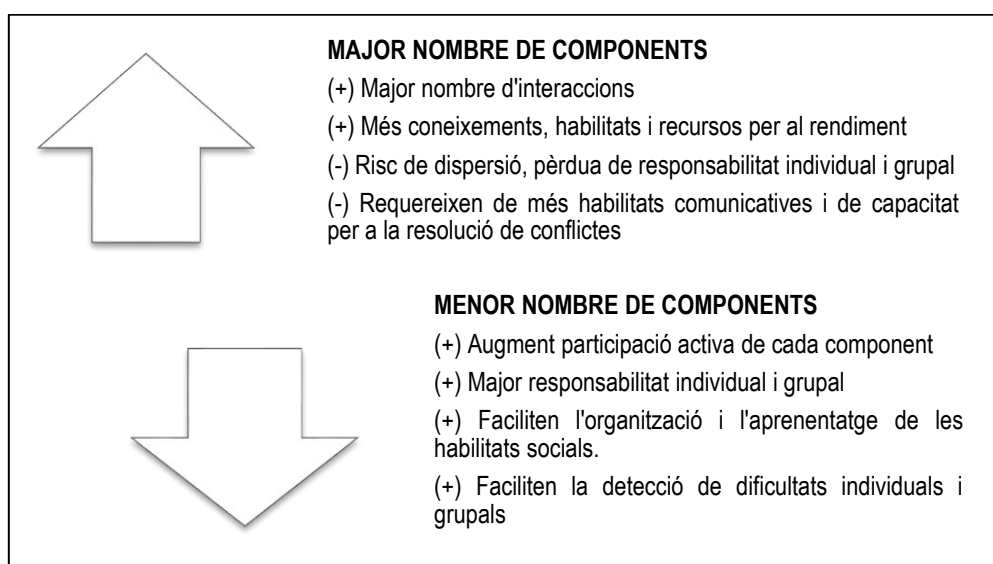 MAJOR NOMBRE DE COMPONENTS
(+) Major nombre d'interaccions
(+) Més coneixements, habilitats i recursos per al rendiment
(-) Risc de dispersió, pèrdua de responsabilitat individual i grupal
(-) Requereixen de més habilitats comunicatives i de capacitat
per a la resolució de conflictes
MENOR NOMBRE DE COMPONENTS
(+) Augment participació activa de cada component
(+) Major responsabilitat individual i grupal
(+) Faciliten l'organització i l'aprenentatge de les
habilitats socials.
(+) Faciliten la detecció de dificultats individuals i
grupals